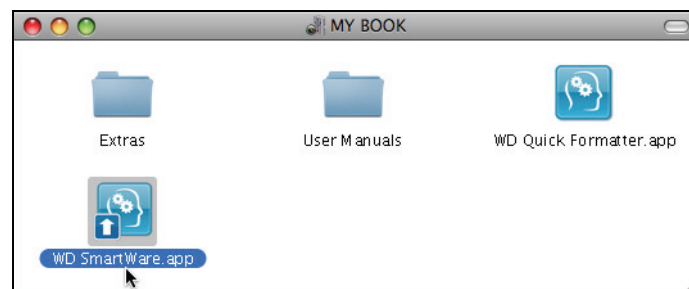 MY BOOK
Extras
User Manuals
WD Quick Formatter.app
WD SmartWare.app